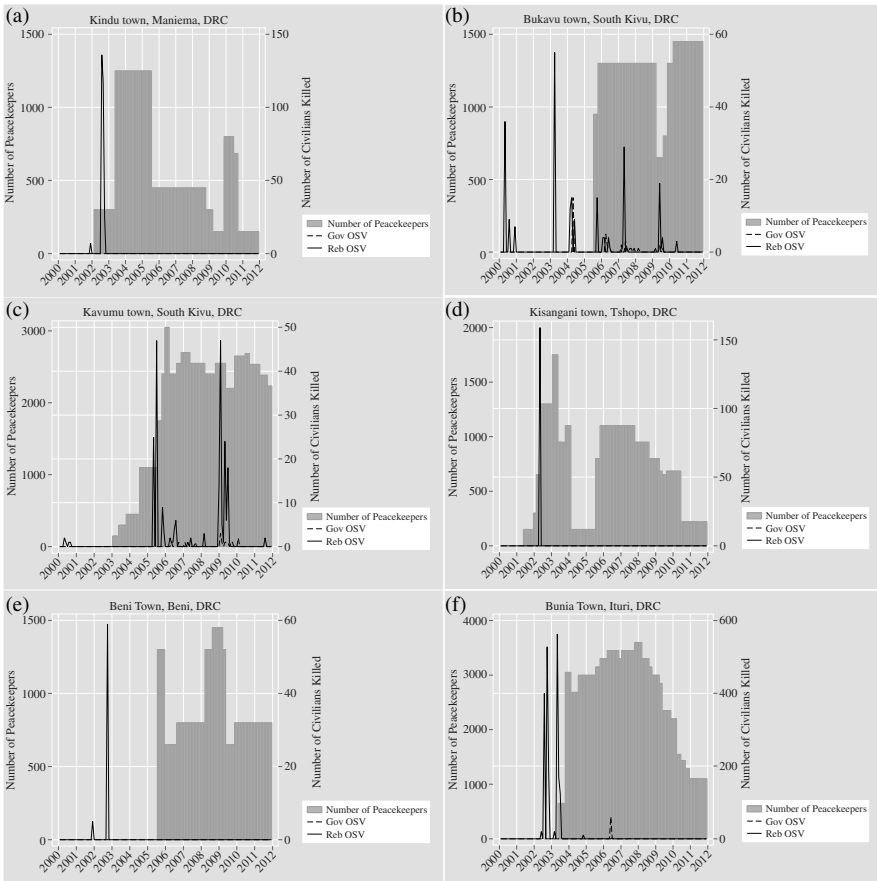 (a)
Kindu town, Maniema, DRC
Number of Peacekeepers
1500
1000
500
0
150
100
50
0
Number of Civilians Killed
2000 2001 2002 2003 2004 2005 2006 2007 2008 2009 2010 2011 2012
Number of Peacekeepers
Gov OSV
Reb OSV
(b)
Bukavu town, South Kivu, DRC
Number of Peacekeepers
1500
1000
500
0
60
40
20
0
Number of Civilians Killed
2000 2001 2002 2003 2004 2005 2006 2007 2008 2009 2010 2011 2012
Number of Peacekeepers
Gov OSV
Reb OSV
(c)
Kavumu town, South Kivu, DRC
Number of Peacekeepers
3000
2000
1000
0
50
40
30
20
10
0
Number of Civilians Killed
2000 2001 2002 2003 2004 2005 2006 2007 2008 2009 2010 2011 2012
Number of Peacekeepers
Gov OSV
Reb OSV
(d)
Kisangani town, Tshopo, DRC
Number of Peacekeepers
2000
1500
1000
500
0
150
100
50
0
Number of Civilians Killed
2000 2001 2002 2003 2004 2005 2006 2007 2008 2009 2010 2011 2012
Number of Peacekeepers
Gov OSV
Reb OSV
(e)
Beni Town, Beni, DRC
Number of Peacekeepers
1500
1000
500
0
60
40
20
0
Number of Civilians Killed
2000 2001 2002 2003 2004 2005 2006 2007 2008 2009 2010 2011 2012
Number of Peacekeepers
Gov OSV
Reb OSV
(f)
Bunia Town, Ituri, DRC
Number of Peacekeepers
4000
3000
2000
1000
0
600
400
200
0
Number of Civilians Killed
2000 2001 2002 2003 2004 2005 2006 2007 2008 2009 2010 2011 2012
Number of Peacekeepers
Gov OSV
Reb OSV